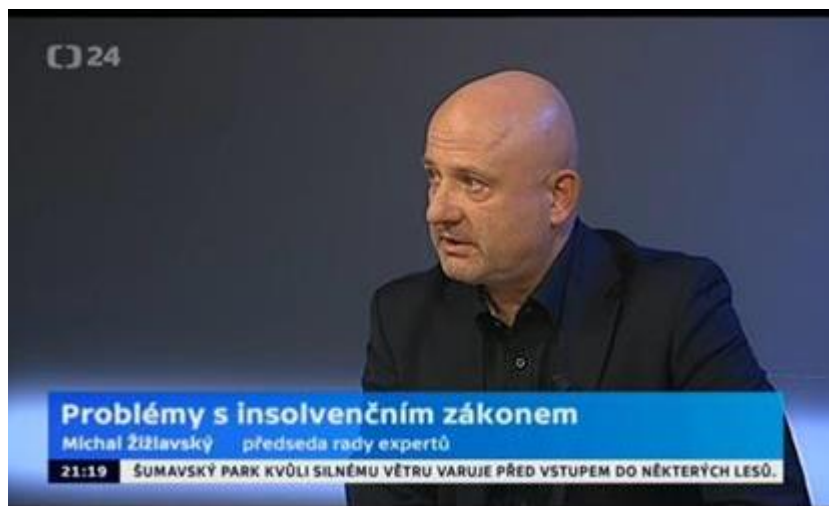 24
Problémy s insolvenčním zákonem
Michal Žižlavský předseda rady expertů
21:19 ŠUMAVSKÝ PARK KVŮLI SILNÉMU VĚTRU VARUJE PŘED VSTUPEM DO NĚKTERÝCH LESŮ.